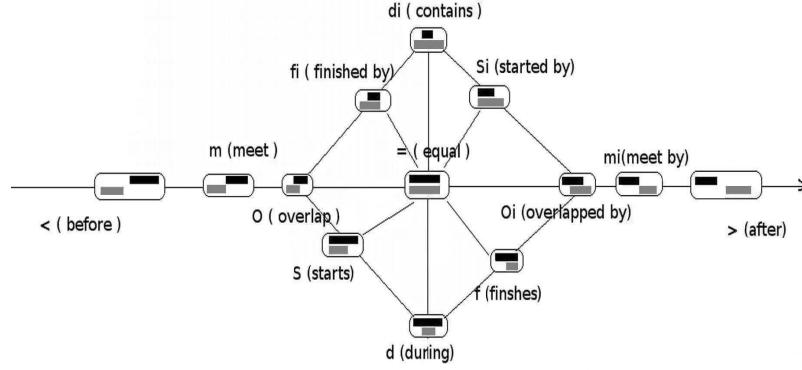 di ( contains )
fi ( finished by)
Si (started by)
m (meet )
= ( equal )
mi(meet by)
< ( before )
O ( overlap )
Oi (overlapped by)
> (after)
S (starts)
f (finshes)
d (during)